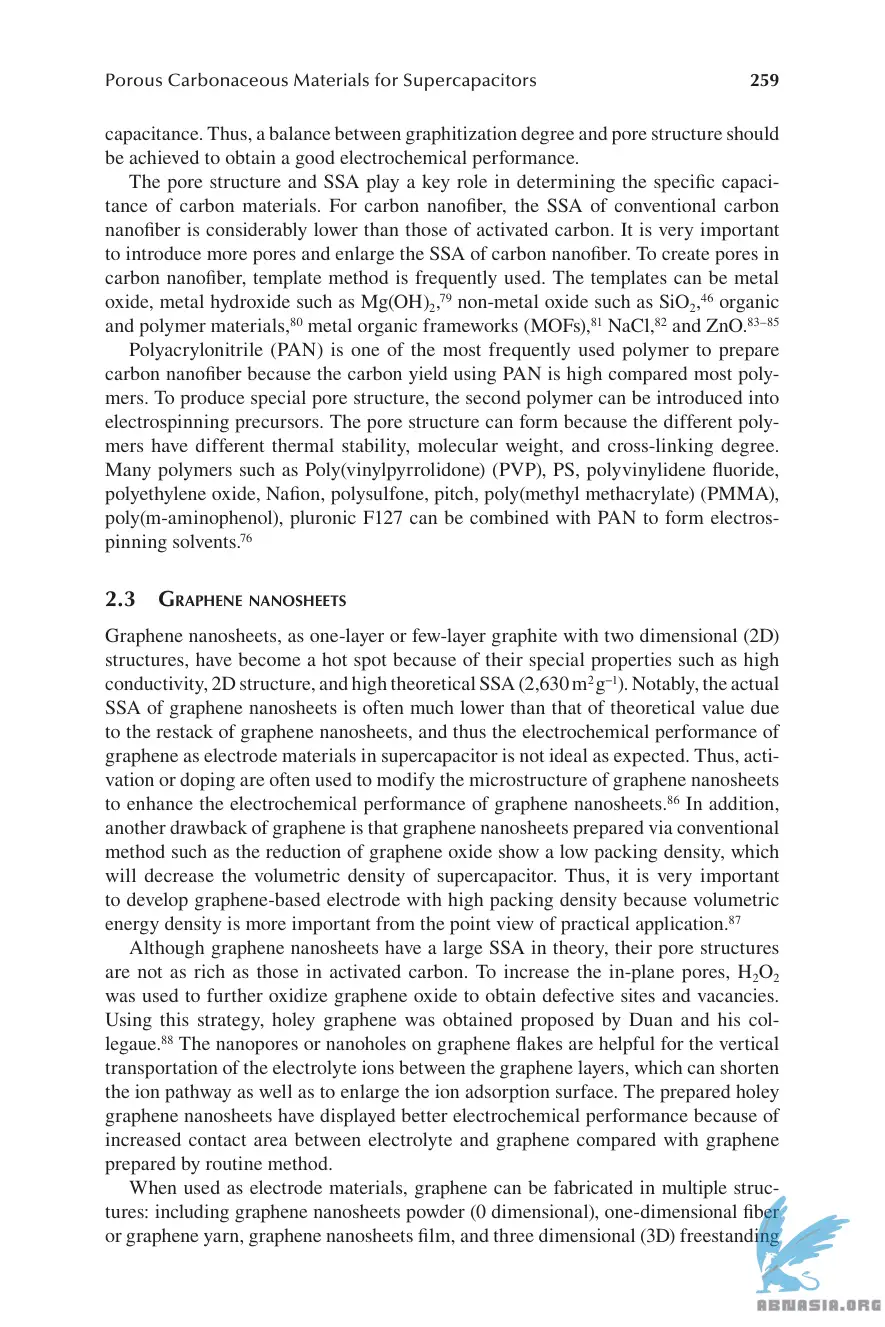 Porous Carbonaceous Materials for Supercapacitors 259
capacitance. Thus, a balance between graphitization degree and pore structure should
be achieved to obtain a good electrochemical performance.
The pore structure and SSA play a key role in determining the specific capaci-
tance of carbon materials. For carbon nanofiber, the SSA of conventional carbon
nanofiber is considerably lower than those of activated carbon. It is very important
to introduce more pores and enlarge the SSA of carbon nanofiber. To create pores in
carbon nanofiber, template method is frequently used. The templates can be metal
oxide, metal hydroxide such as Mg(OH)₂,⁷⁹ non-metal oxide such as SiO₂,⁴⁶ organic
and polymer materials,⁸⁰ metal organic frameworks (MOFs),⁸¹ NaCl,⁸² and ZnO.⁸³⁻⁸⁵
Polyacrylonitrile (PAN) is one of the most frequently used polymer to prepare
carbon nanofiber because the carbon yield using PAN is high compared most poly-
mers. To produce special pore structure, the second polymer can be introduced into
electrospinning precursors. The pore structure can form because the different poly-
mers have different thermal stability, molecular weight, and cross-linking degree.
Many polymers such as Poly(vinylpyrrolidone) (PVP), PS, polyvinylidene fluoride,
polyethylene oxide, Nafion, polysulfone, pitch, poly(methyl methacrylate) (PMMA),
poly(m-aminophenol), pluronic F127 can be combined with PAN to form electros-
pinning solvents.⁷⁶
2.3 Graphene nanosheets
Graphene nanosheets, as one-layer or few-layer graphite with two dimensional (2D)
structures, have become a hot spot because of their special properties such as high
conductivity, 2D structure, and high theoretical SSA (2,630 m² g⁻¹). Notably, the actual
SSA of graphene nanosheets is often much lower than that of theoretical value due
to the restack of graphene nanosheets, and thus the electrochemical performance of
graphene as electrode materials in supercapacitor is not ideal as expected. Thus, acti-
vation or doping are often used to modify the microstructure of graphene nanosheets
to enhance the electrochemical performance of graphene nanosheets.⁸⁶ In addition,
another drawback of graphene is that graphene nanosheets prepared via conventional
method such as the reduction of graphene oxide show a low packing density, which
will decrease the volumetric density of supercapacitor. Thus, it is very important
to develop graphene-based electrode with high packing density because volumetric
energy density is more important from the point view of practical application.⁸⁷
Although graphene nanosheets have a large SSA in theory, their pore structures
are not as rich as those in activated carbon. To increase the in-plane pores, H₂O₂
was used to further oxidize graphene oxide to obtain defective sites and vacancies.
Using this strategy, holey graphene was obtained proposed by Duan and his col-
legaue.⁸⁸ The nanopores or nanoholes on graphene flakes are helpful for the vertical
transportation of the electrolyte ions between the graphene layers, which can shorten
the ion pathway as well as to enlarge the ion adsorption surface. The prepared holey
graphene nanosheets have displayed better electrochemical performance because of
increased contact area between electrolyte and graphene compared with graphene
prepared by routine method.
When used as electrode materials, graphene can be fabricated in multiple struc-
tures: including graphene nanosheets powder (0 dimensional), one-dimensional fiber
or graphene yarn, graphene nanosheets film, and three dimensional (3D) freestanding
ABNASIA.ORG